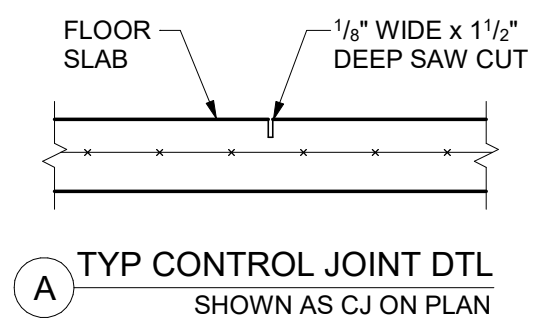 FLOOR
SLAB
1/8" WIDE x 1 1/2"
DEEP SAW CUT
A
TYP CONTROL JOINT DTL
SHOWN AS CJ ON PLAN